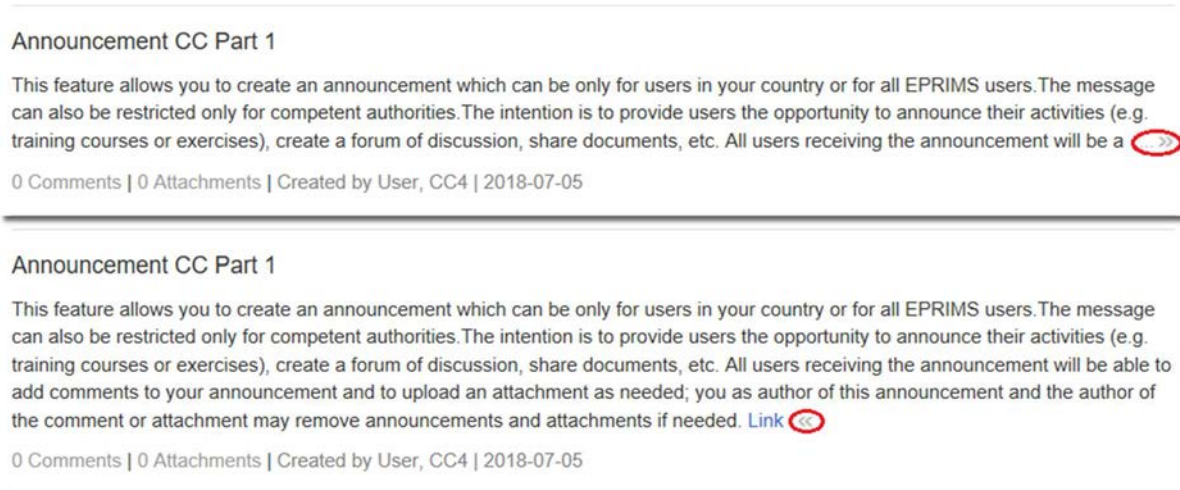 Announcement CC Part 1
This feature allows you to create an announcement which can be only for users in your country or for all EPRIMS users.The message
can also be restricted only for competent authorities.The intention is to provide users the opportunity to announce their activities (e.g.
training courses or exercises), create a forum of discussion, share documents, etc. All users receiving the announcement will be a ... »
0 Comments | 0 Attachments | Created by User, CC4 | 2018-07-05
Announcement CC Part 1
This feature allows you to create an announcement which can be only for users in your country or for all EPRIMS users.The message
can also be restricted only for competent authorities.The intention is to provide users the opportunity to announce their activities (e.g.
training courses or exercises), create a forum of discussion, share documents, etc. All users receiving the announcement will be able to
add comments to your announcement and to upload an attachment as needed; you as author of this announcement and the author of
the comment or attachment may remove announcements and attachments if needed. Link «
0 Comments | 0 Attachments | Created by User, CC4 | 2018-07-05